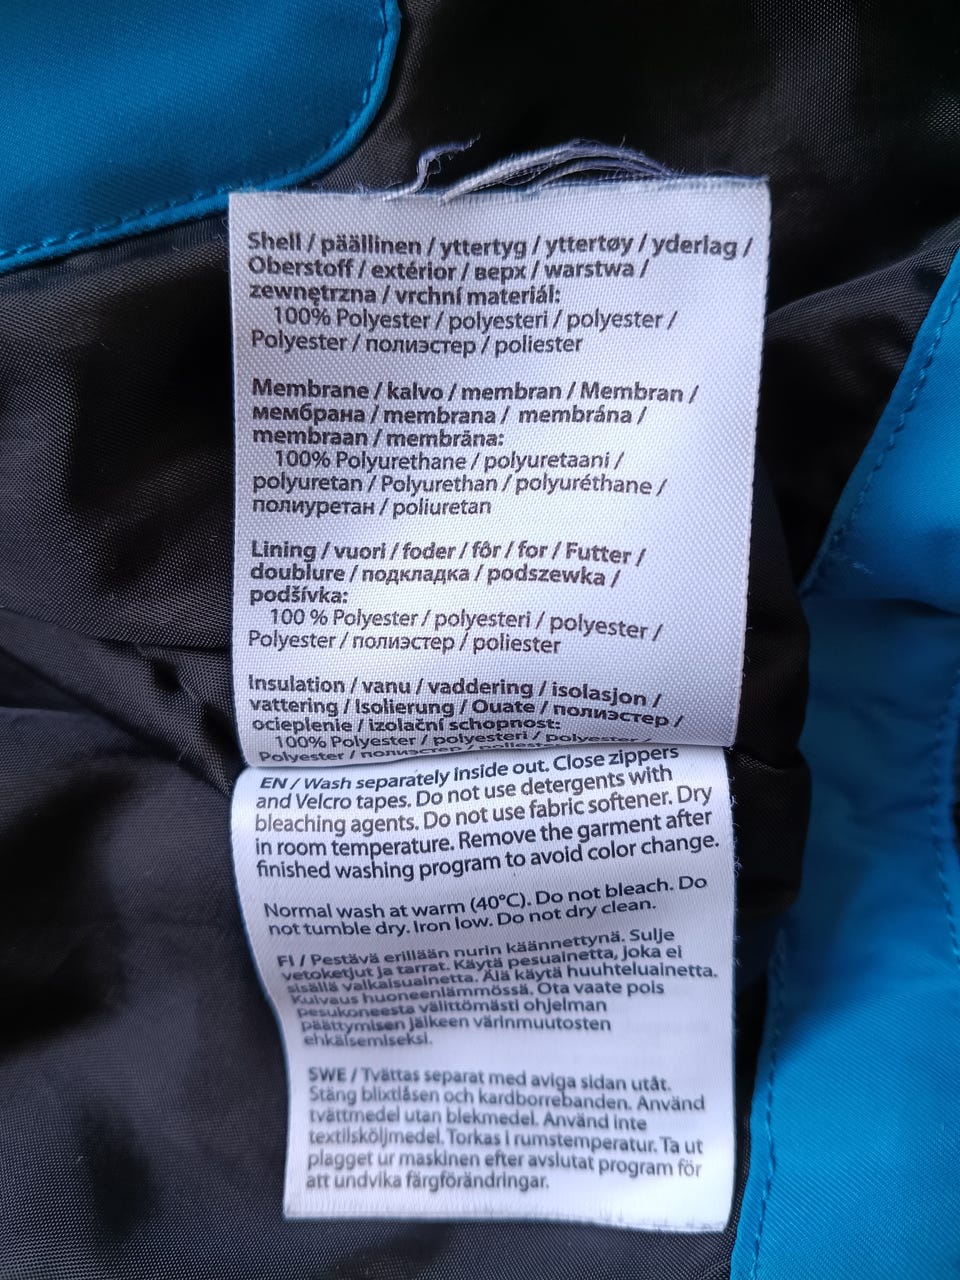 Shell / päällinen / yttertyg / yttertøy / yderlag /
Oberstoff / extérior / верх / warstwa /
zewnętrzna / vrchní materiál:
100% Polyester / polyesteri / polyester /
Polyester / полиэстер / poliester
Membrane / kalvo / membran / Membran /
мембрана / membrana / membrána /
membraan / membrāna:
100% Polyurethane / polyuretaani /
polyuretan / Polyurethan / polyuréthane /
полиуретан / poliuretan
Lining / vuori / foder / fôr / for / Futter /
doublure / подкладка / podszewka /
podšívka:
100 % Polyester / polyesteri / polyester /
Polyester / полиэстер / poliester
Insulation / vanu / vaddering / isolasjon /
vattering / Isolierung / Ouate / полиэстер /
ocieplenie / izolační schopnost:
100% Polyester / polyesteri / polyester /
Polyester / полиэстер / poliester
EN / Wash separately inside out. Close zippers
and Velcro tapes. Do not use detergents with
bleaching agents. Do not use fabric softener. Dry
in room temperature. Remove the garment after
finished washing program to avoid color change.
Normal wash at warm (40°C). Do not bleach. Do
not tumble dry. Iron low. Do not dry clean.
FI / Pestävä erillään nurin käännettynä. Sulje
vetoketjut ja tarrat. Käytä pesuainetta, joka ei
sisällä valkaisuainetta. Älä käytä huuhteluainetta.
Kuivaus huoneenlämmössä. Ota vaate pois
pesukoneesta välittömästi ohjelman
päättymisen jälkeen värinmuutosten
ehkäisemiseksi.
SWE / Tvättas separat med aviga sidan utåt.
Stäng blixtlåsen och kardborrebanden. Använd
tvättmedel utan blekmedel. Använd inte
textilsköljmedel. Torkas i rumstemperatur. Ta ut
plagget ur maskinen efter avslutat program för
att undvika färgförändringar.